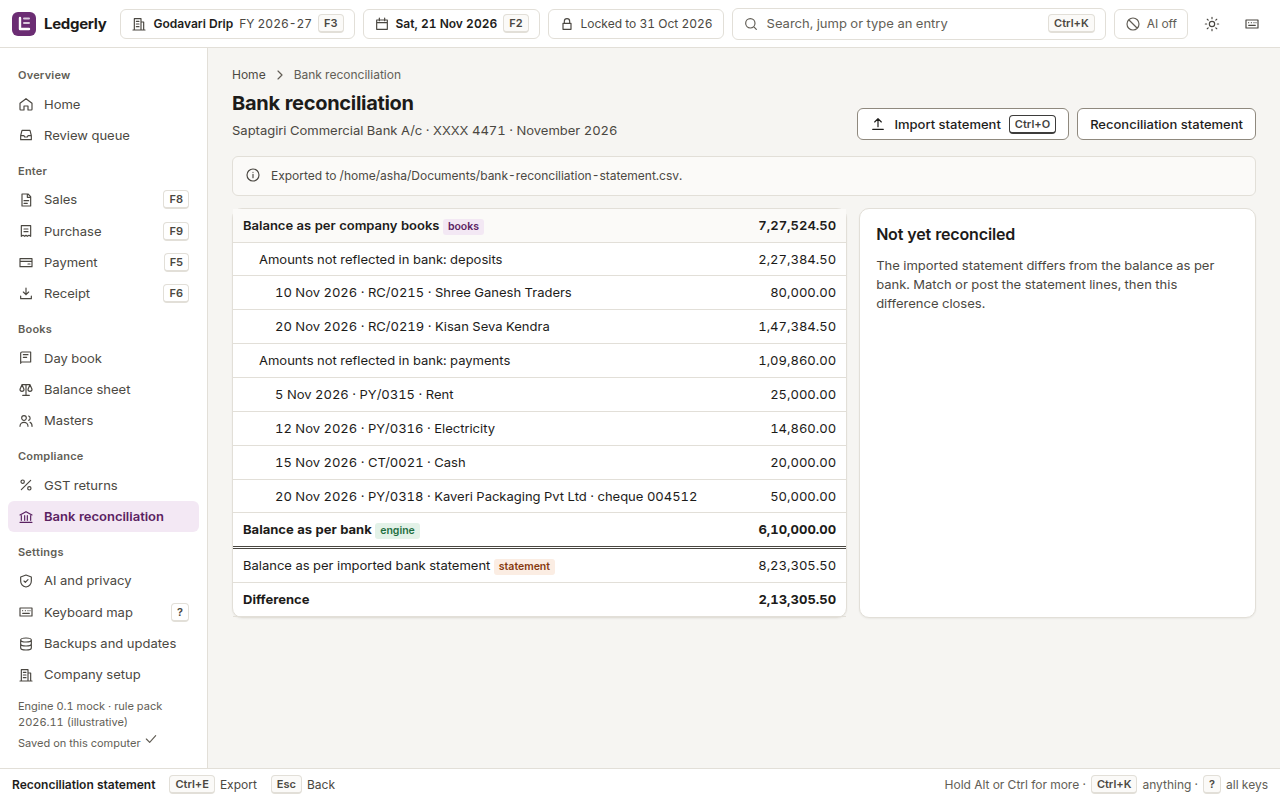 Ledgerly
Godavari Drip FY 2026-27 F3
Sat, 21 Nov 2026 F2
Locked to 31 Oct 2026
Search, jump or type an entry Ctrl+K
AI off
Overview
Home
Review queue
Enter
Sales F8
Purchase F9
Payment F5
Receipt F6
Books
Day book
Balance sheet
Masters
Compliance
GST returns
Bank reconciliation
Settings
AI and privacy
Keyboard map ?
Backups and updates
Company setup
Engine 0.1 mock · rule pack
2026.11 (illustrative)
Saved on this computer
Home > Bank reconciliation
Bank reconciliation
Saptagiri Commercial Bank A/c · XXXX 4471 · November 2026
Import statement Ctrl+O
Reconciliation statement
Exported to /home/asha/Documents/bank-reconciliation-statement.csv.
Balance as per company books books 7,27,524.50
Amounts not reflected in bank: deposits 2,27,384.50
10 Nov 2026 · RC/0215 · Shree Ganesh Traders 80,000.00
20 Nov 2026 · RC/0219 · Kisan Seva Kendra 1,47,384.50
Amounts not reflected in bank: payments 1,09,860.00
5 Nov 2026 · PY/0315 · Rent 25,000.00
12 Nov 2026 · PY/0316 · Electricity 14,860.00
15 Nov 2026 · CT/0021 · Cash 20,000.00
20 Nov 2026 · PY/0318 · Kaveri Packaging Pvt Ltd · cheque 004512 50,000.00
Balance as per bank engine 6,10,000.00
Balance as per imported bank statement statement 8,23,305.50
Difference 2,13,305.50
Not yet reconciled
The imported statement differs from the balance as per
bank. Match or post the statement lines, then this
difference closes.
Reconciliation statement Ctrl+E Export Esc Back
Hold Alt or Ctrl for more · Ctrl+K anything · ? all keys